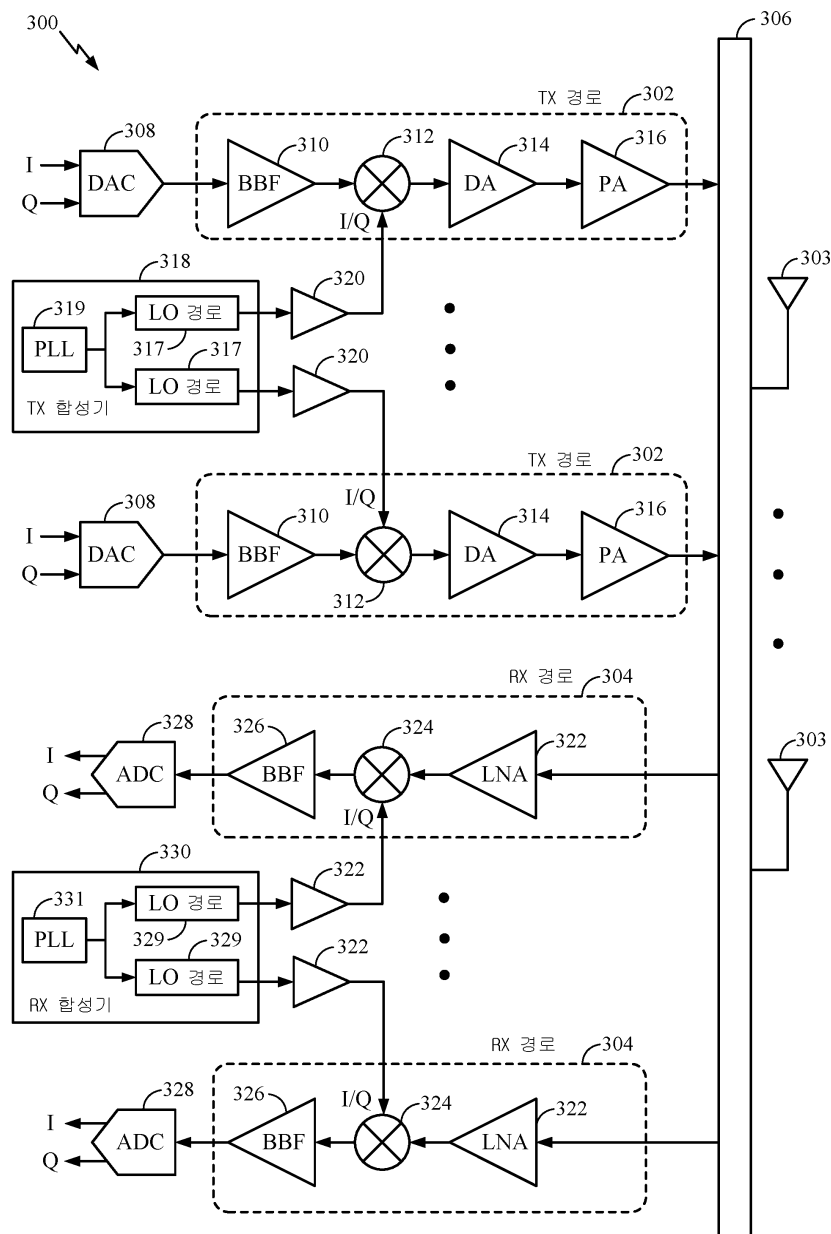 300
306
TX 경로
302
308
310
312
314
316
I
Q
DAC
BBF
DA
PA
I/Q
318
320
303
319
PLL
LO 경로
317
317
320
LO 경로
TX 합성기
TX 경로
302
308
310
I/Q
314
316
I
Q
DAC
BBF
DA
PA
312
RX 경로
304
328
326
324
322
303
I
Q
ADC
BBF
LNA
I/Q
330
322
331
PLL
LO 경로
329
329
322
LO 경로
RX 합성기
RX 경로
304
328
326
I/Q
324
322
I
Q
ADC
BBF
LNA